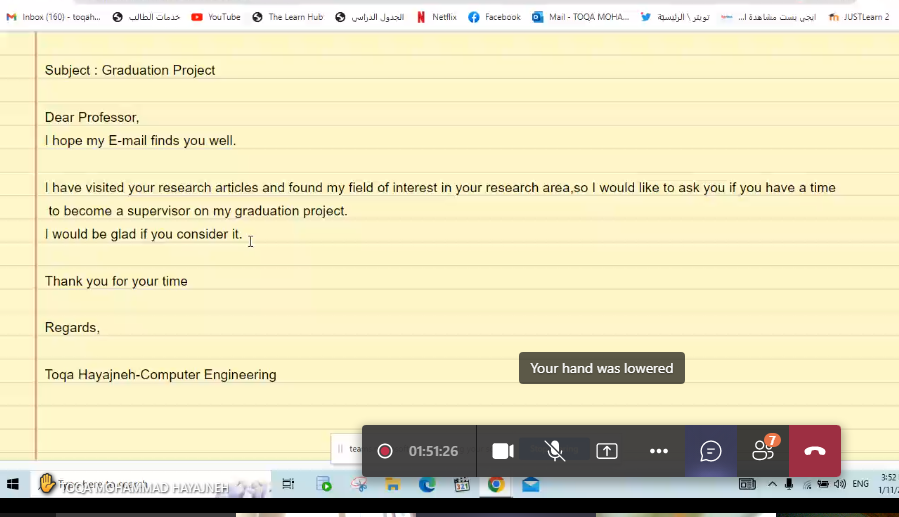 Inbox (160) – toqah... خدمات الطالب YouTube The Learn Hub الجدول الدراسي Netflix Facebook Mail - TOQA MOHA... تويتر \ الرئيسيّة ايجي بست مشاهدة ا... JUSTLearn 2
Subject : Graduation Project
Dear Professor,
I hope my E-mail finds you well.
I have visited your research articles and found my field of interest in your research area,so I would like to ask you if you have a time
to become a supervisor on my graduation project.
I would be glad if you consider it.
Thank you for your time
Regards,
Your hand was lowered
Toqa Hayajneh-Computer Engineering
01:51:26
7
TOQA MOHAMMAD HAYAJNEH
ENG
3:52
1/11/2